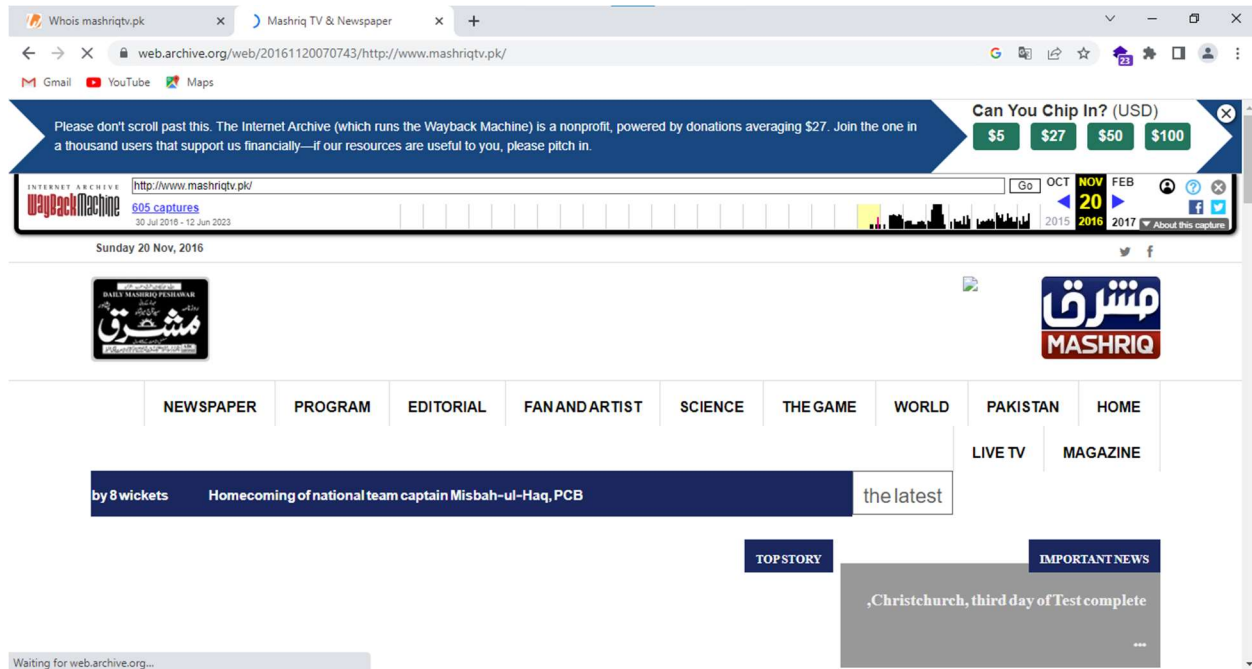 Whois mashriqtv.pk
Mashriq TV & Newspaper
web.archive.org/web/20161120070743/http://www.mashriqtv.pk/
23
Gmail YouTube Maps
Please don't scroll past this. The Internet Archive (which runs the Wayback Machine) is a nonprofit, powered by donations averaging $27. Join the one in
a thousand users that support us financially—if our resources are useful to you, please pitch in.
Can You Chip In? (USD)
$5 $27 $50 $100
INTERNET ARCHIVE
WayBackMachine
http://www.mashriqtv.pk/
Go
605 captures
30 Jul 2016 - 12 Jun 2023
OCT NOV FEB
20
2015 2016 2017
About this capture
Sunday 20 Nov, 2016
DAILY MASHRIQ PESHAWAR
روزنامہ
مشرق
مشرق
MASHRIQ
NEWSPAPER PROGRAM EDITORIAL FAN AND ARTIST SCIENCE THE GAME WORLD PAKISTAN HOME
LIVE TV MAGAZINE
by 8 wickets Homecoming of national team captain Misbah-ul-Haq, PCB
the latest
TOP STORY
IMPORTANT NEWS
,Christchurch, third day of Test complete
...
Waiting for web.archive.org...